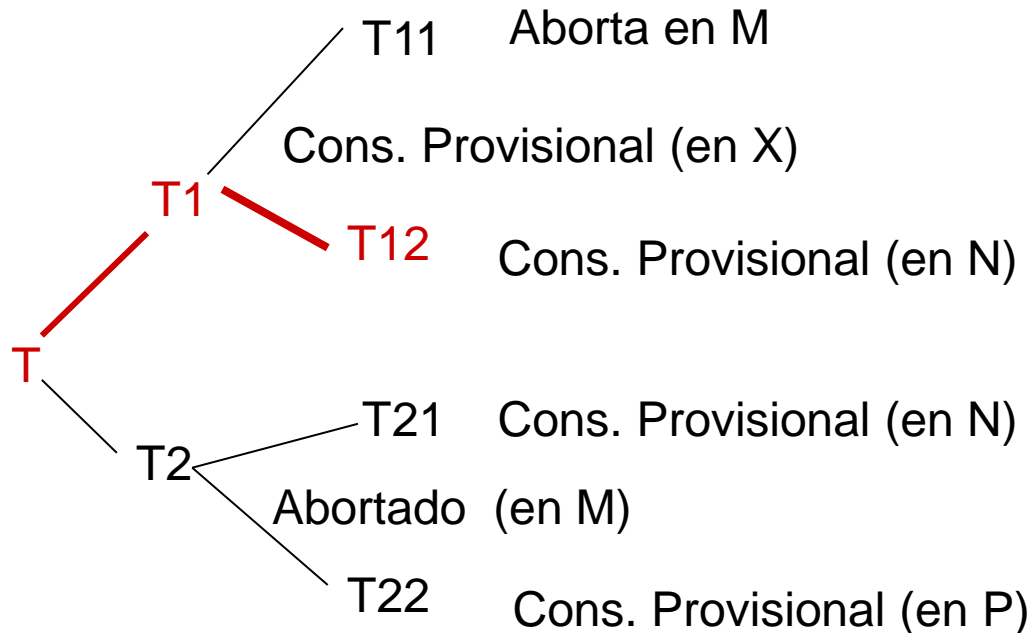 T11 Aborta en M
Cons. Provisional (en X)
T1
T12 Cons. Provisional (en N)
T
T21 Cons. Provisional (en N)
T2
Abortado (en M)
T22 Cons. Provisional (en P)